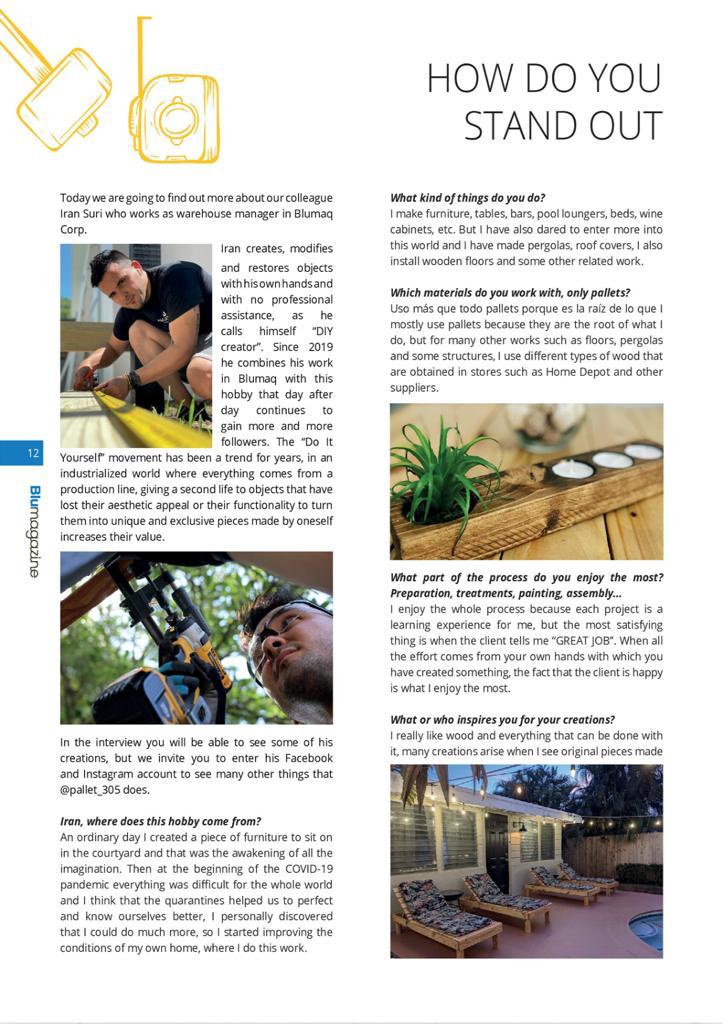 HOW DO YOU
STAND OUT
Today we are going to find out more about our colleague
Iran Suri who works as warehouse manager in Blumaq
Corp.
Iran creates, modifies
and restores objects
with his own hands and
with no professional
assistance, as he
calls himself “DIY
creator”. Since 2019
he combines his work
in Blumaq with this
hobby that day after
day continues to
gain more and more
followers. The “Do It
Yourself” movement has been a trend for years, in an
industrialized world where everything comes from a
production line, giving a second life to objects that have
lost their aesthetic appeal or their functionality to turn
them into unique and exclusive pieces made by oneself
increases their value.
In the interview you will be able to see some of his
creations, but we invite you to enter his Facebook
and Instagram account to see many other things that
@pallet_305 does.
Iran, where does this hobby come from?
An ordinary day I created a piece of furniture to sit on
in the courtyard and that was the awakening of all the
imagination. Then at the beginning of the COVID-19
pandemic everything was difficult for the whole world
and I think that the quarantines helped us to perfect
and know ourselves better, I personally discovered
that I could do much more, so I started improving the
conditions of my own home, where I do this work.
What kind of things do you do?
I make furniture, tables, bars, pool loungers, beds, wine
cabinets, etc. But I have also dared to enter more into
this world and I have made pergolas, roof covers, I also
install wooden floors and some other related work.
Which materials do you work with, only pallets?
Uso más que todo pallets porque es la raíz de lo que I
mostly use pallets because they are the root of what I
do, but for many other works such as floors, pergolas
and some structures, I use different types of wood that
are obtained in stores such as Home Depot and other
suppliers.
What part of the process do you enjoy the most?
Preparation, treatments, painting, assembly...
I enjoy the whole process because each project is a
learning experience for me, but the most satisfying
thing is when the client tells me “GREAT JOB”. When all
the effort comes from your own hands with which you
have created something, the fact that the client is happy
is what I enjoy the most.
What or who inspires you for your creations?
I really like wood and everything that can be done with
it, many creations arise when I see original pieces made
12
Blumagazine